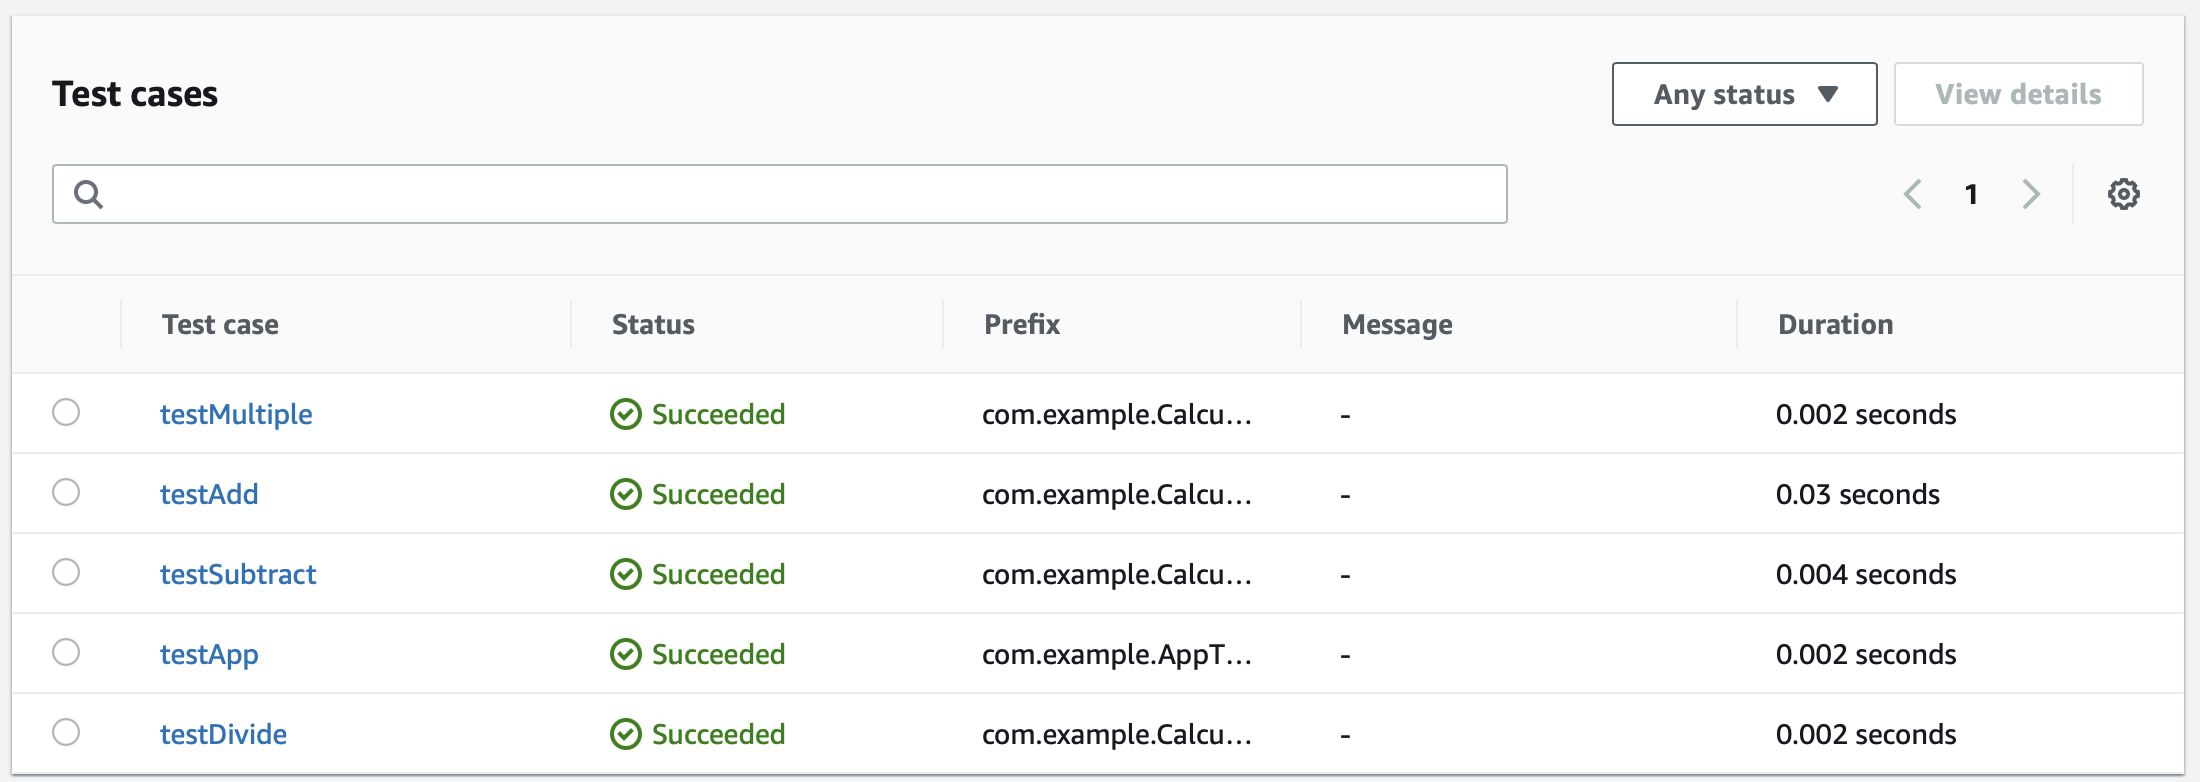 Test cases
Any status View details
1
Test case Status Prefix Message Duration
testMultiple Succeeded com.example.Calcu... - 0.002 seconds
testAdd Succeeded com.example.Calcu... - 0.03 seconds
testSubtract Succeeded com.example.Calcu... - 0.004 seconds
testApp Succeeded com.example.AppT... - 0.002 seconds
testDivide Succeeded com.example.Calcu... - 0.002 seconds